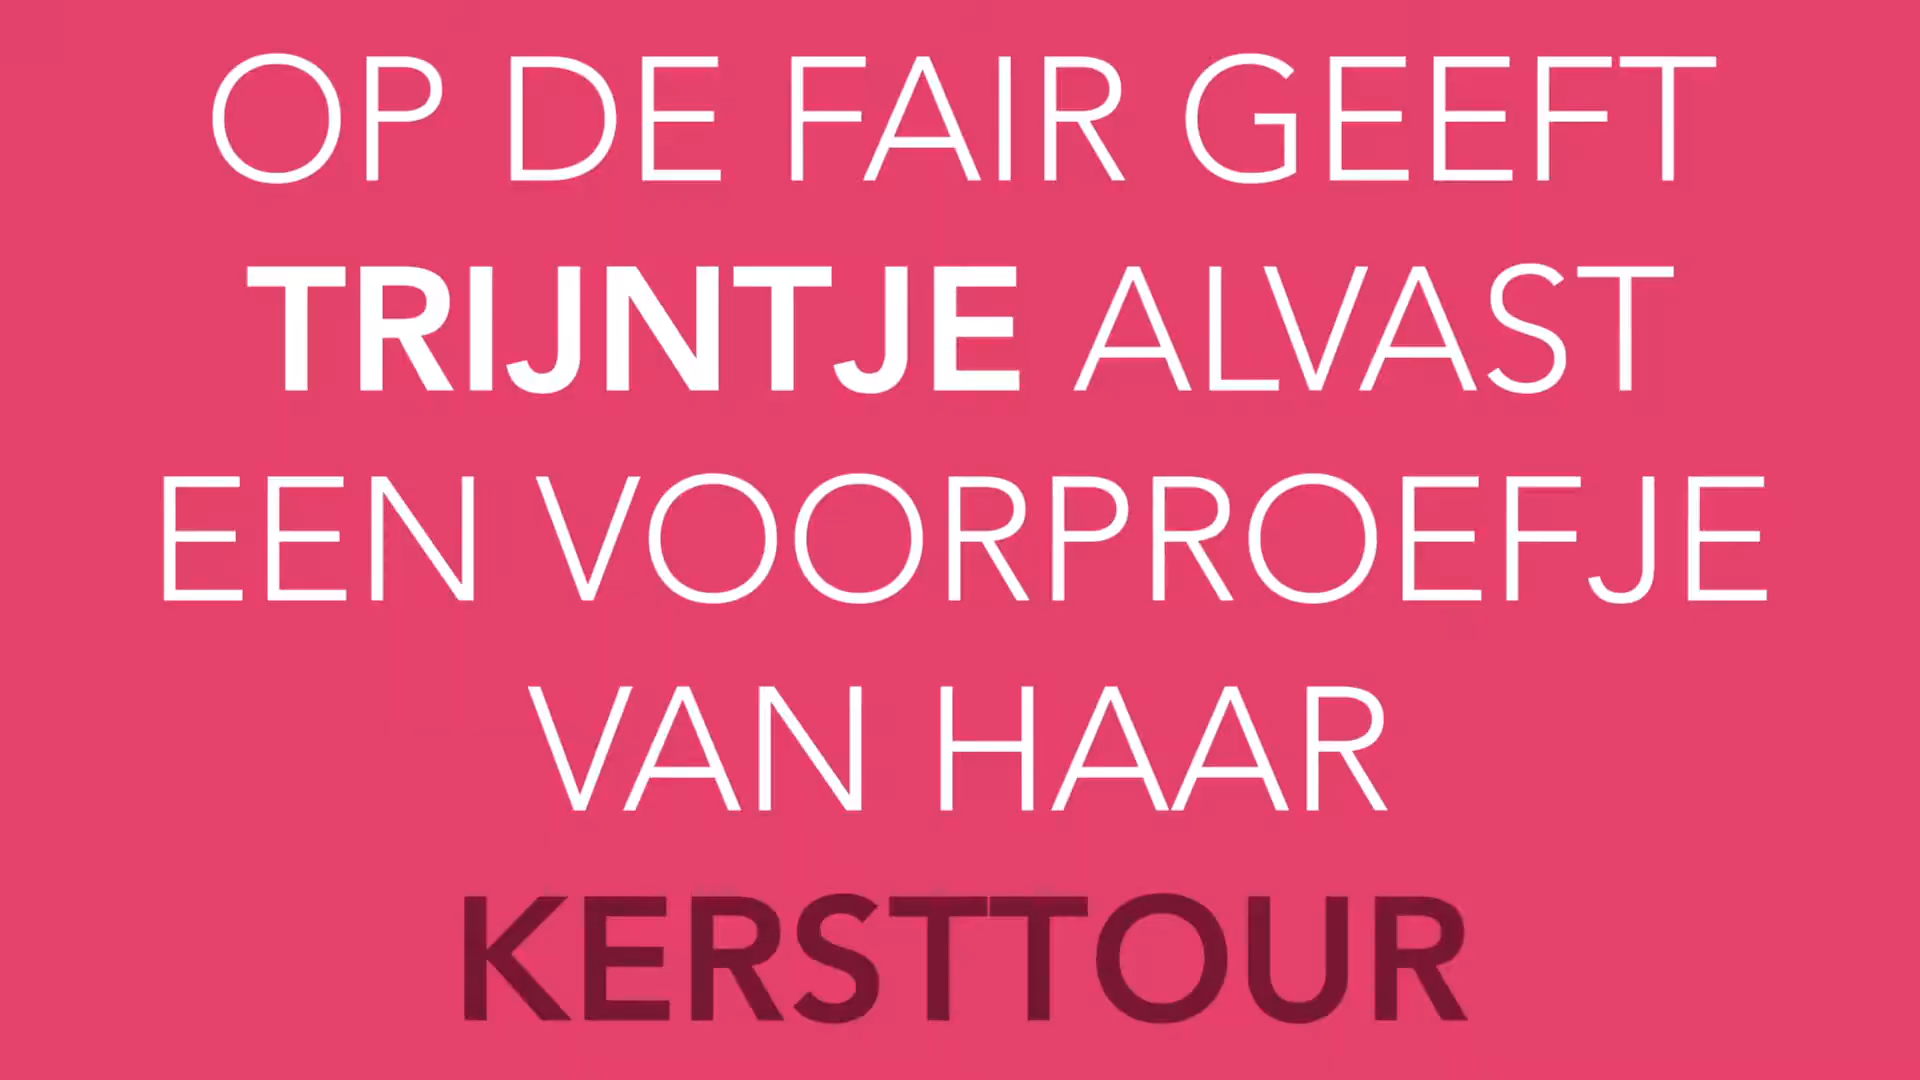 OP DE FAIR GEEFT
TRIJNTJE ALVAST
EEN VOORPROEFJE
VAN HAAR
KERSTTOUR